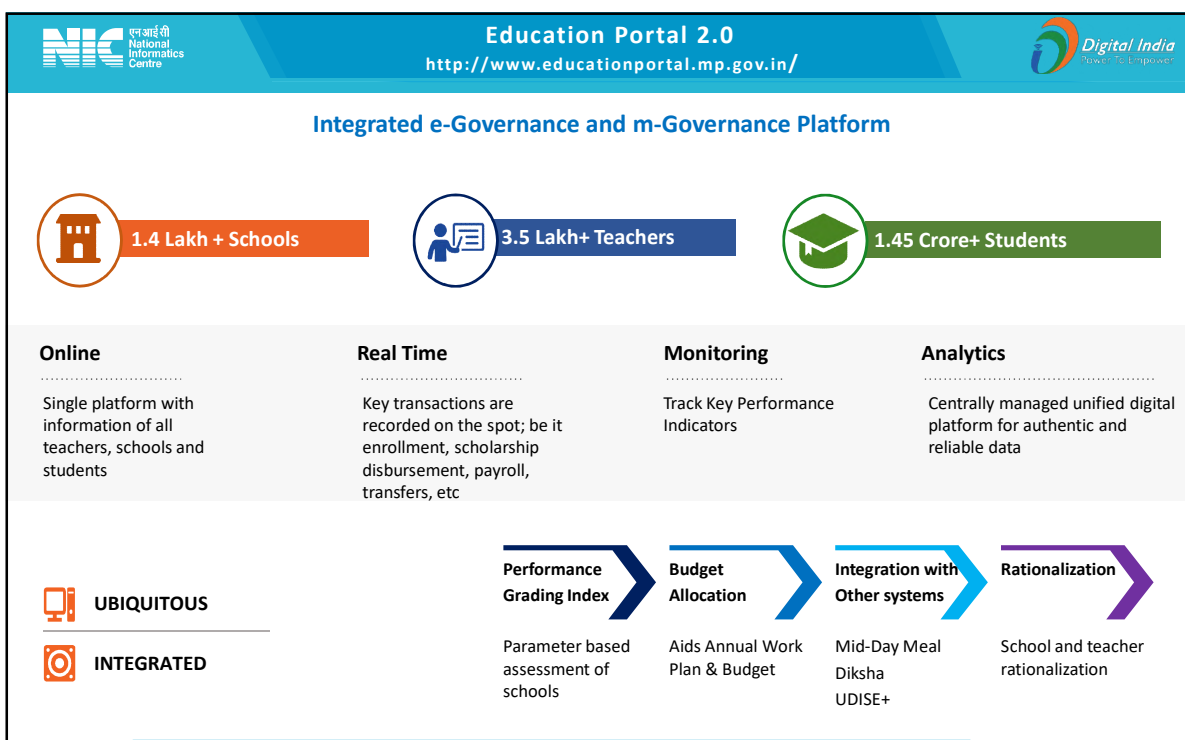 एन आई सी
NIC National
Informatics
Centre
Education Portal 2.0
http://www.educationportal.mp.gov.in/
Digital India
Power To Empower
Integrated e-Governance and m-Governance Platform
1.4 Lakh + Schools
3.5 Lakh+ Teachers
1.45 Crore+ Students
Online
Single platform with
information of all
teachers, schools and
students
Real Time
Key transactions are
recorded on the spot; be it
enrollment, scholarship
disbursement, payroll,
transfers, etc
Monitoring
Track Key Performance
Indicators
Analytics
Centrally managed unified digital
platform for authentic and
reliable data
UBIQUITOUS
INTEGRATED
Performance
Grading Index
Parameter based
assessment of
schools
Budget
Allocation
Aids Annual Work
Plan & Budget
Integration with
Other systems
Mid-Day Meal
Diksha
UDISE+
Rationalization
School and teacher
rationalization